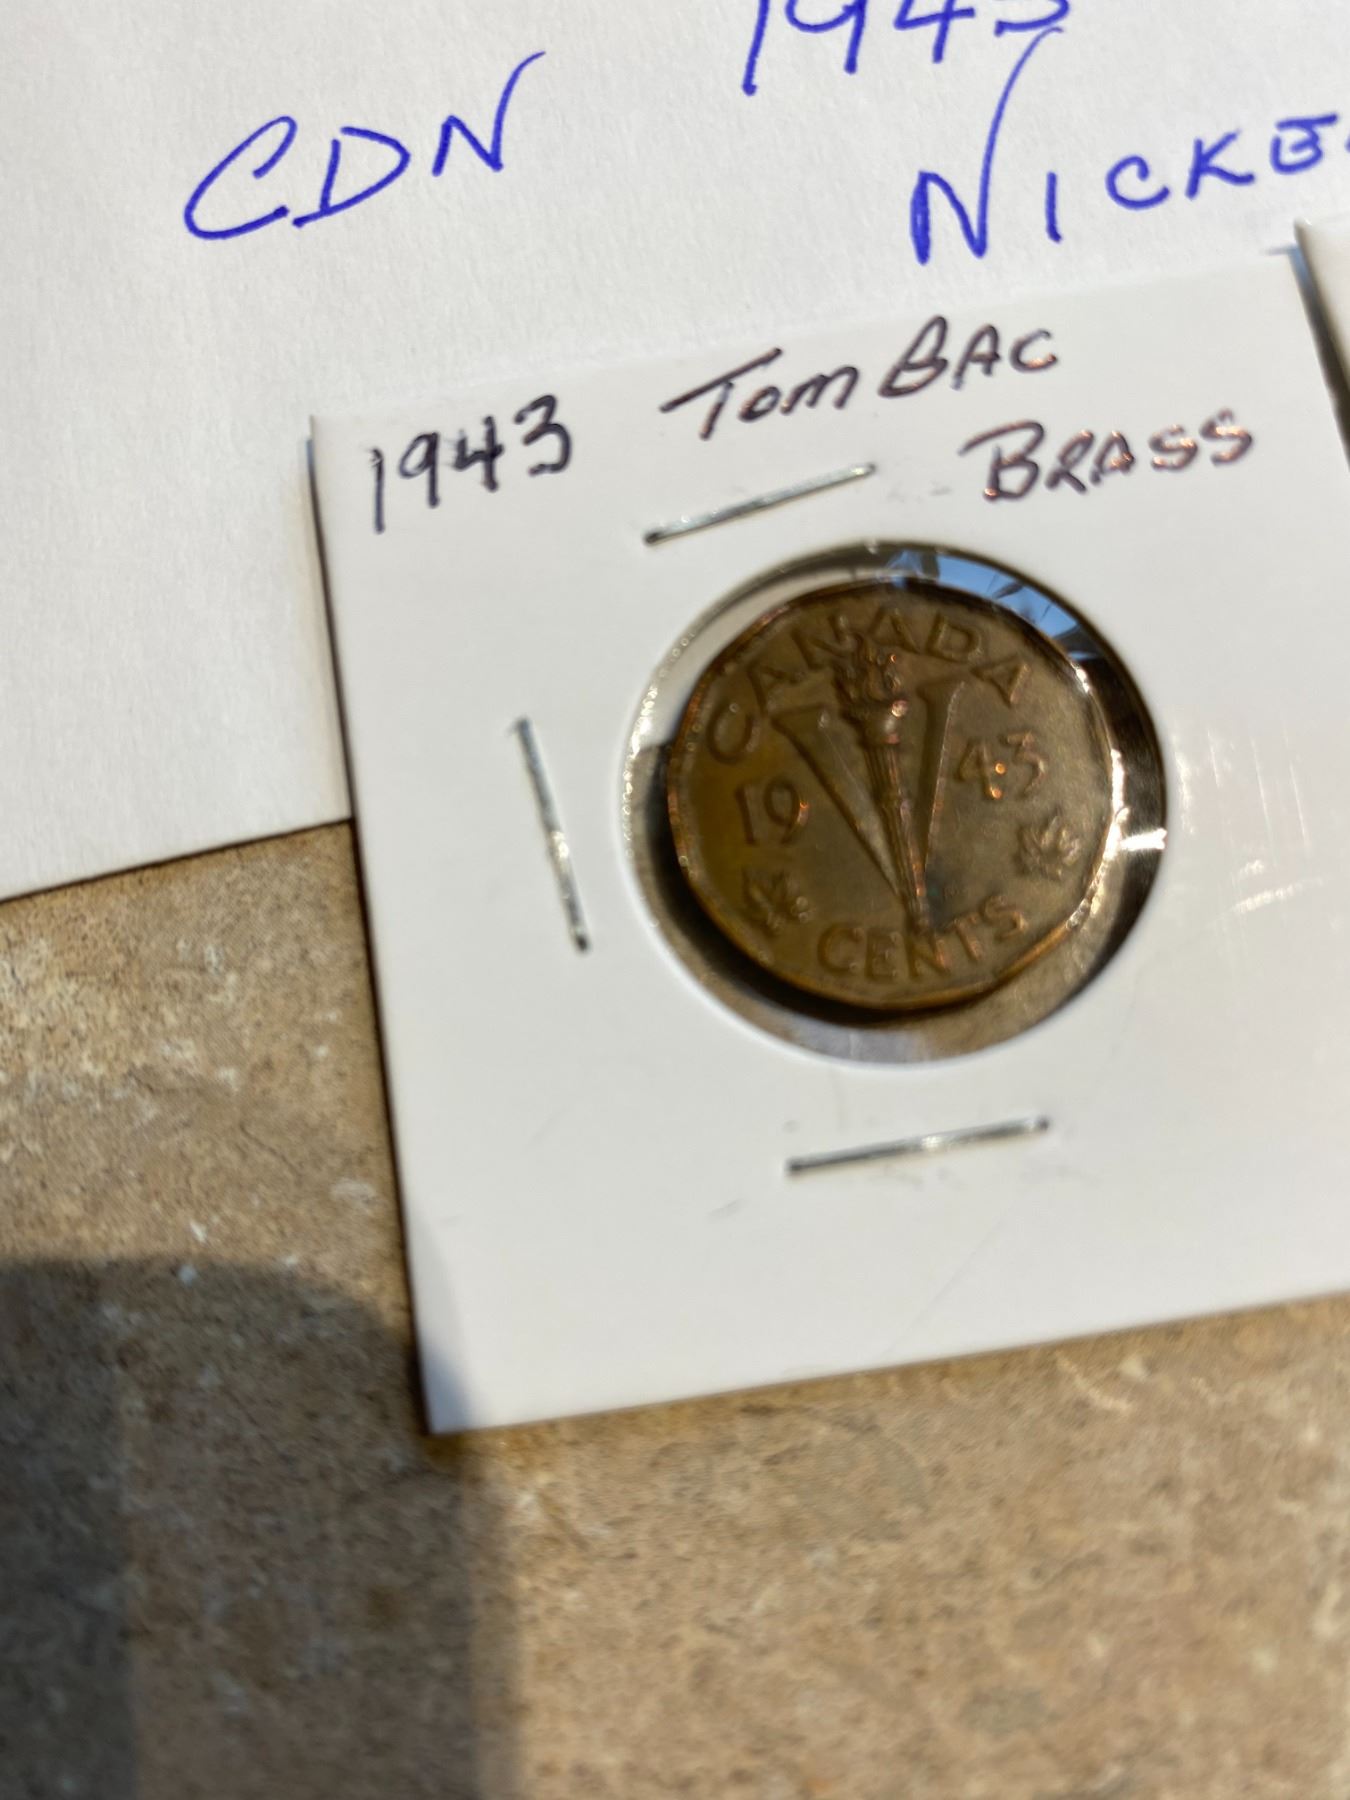 1943
CDN
NICKE
1943 TOMBAC
BRASS
CANADA
19 43
CENTS